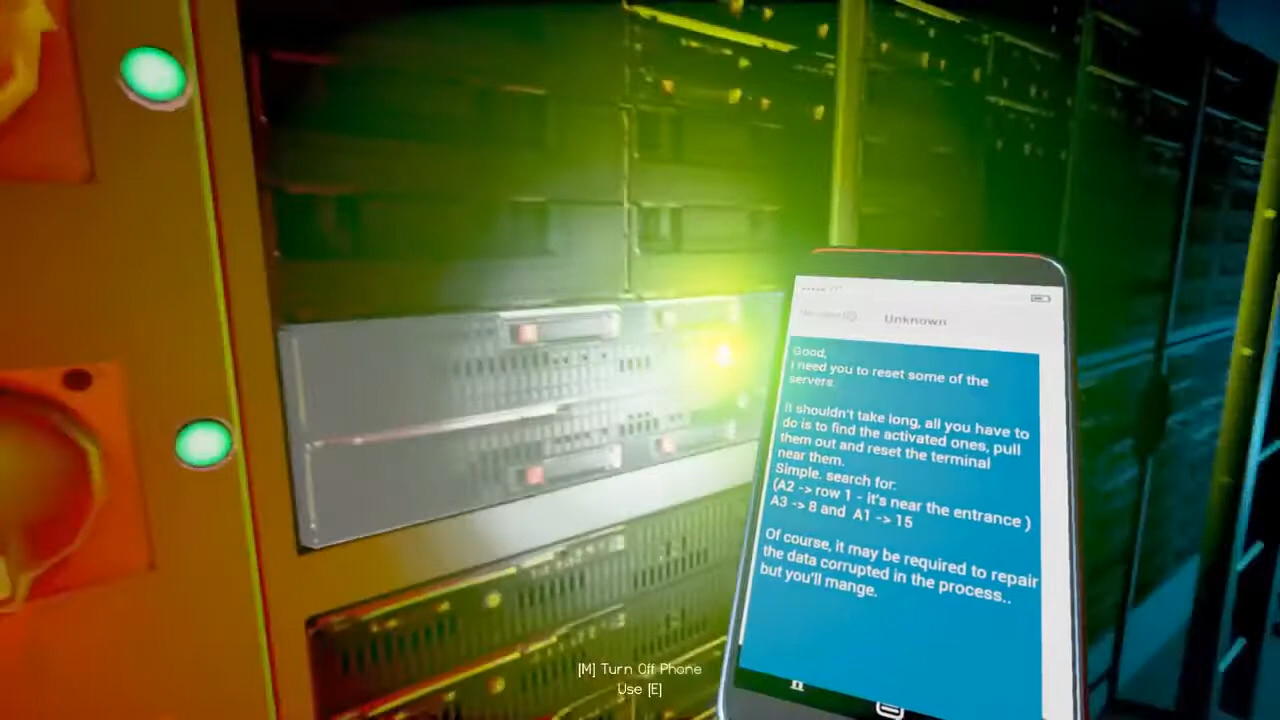 Unknown
Good,
I need you to reset some of the
servers.
It shouldn't take long, all you have to
do is to find the activated ones, pull
them out and reset the terminal
near them.
Simple. search for:
(A2 -> row 1 - it's near the entrance )
A3 -> 8 and A1 -> 15
Of course, it may be required to repair
the data corrupted in the process..
but you'll mange.
[M] Turn Off Phone
Use [E]